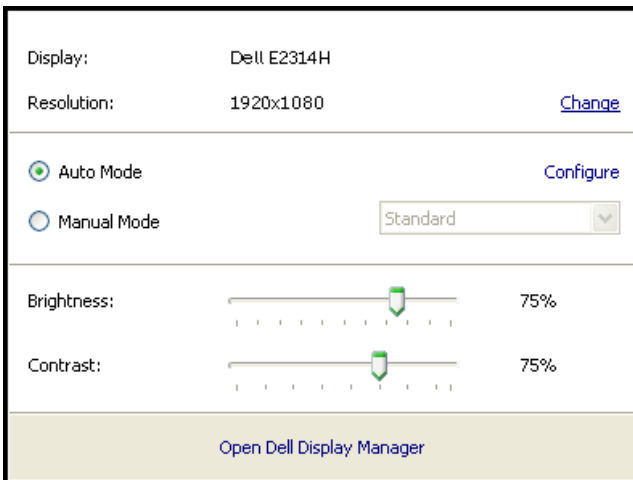 Display: Dell E2314H
Resolution: 1920x1080 Change
Auto Mode Configure
Manual Mode Standard
Brightness: 75%
Contrast: 75%
Open Dell Display Manager